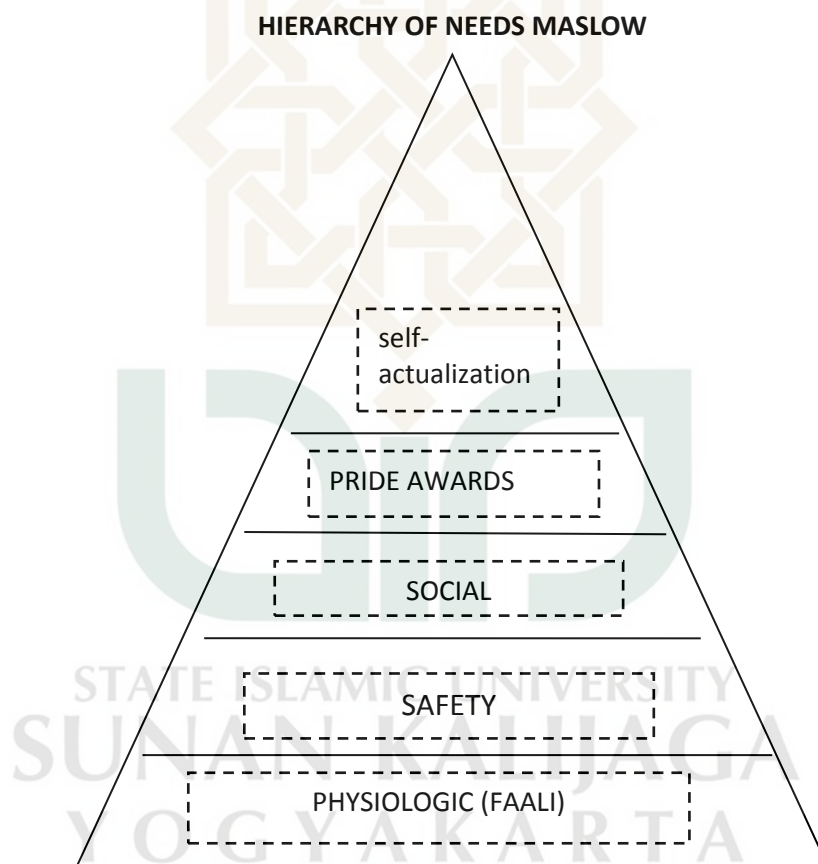 HIERARCHY OF NEEDS MASLOW
self-
actualization
PRIDE AWARDS
SOCIAL
STATE ISLAMIC UNIVERSITY
SAFETY
SUNAN KALIJAGA
PHYSIOLOGIC (FAALI)
YOGYAKARTA